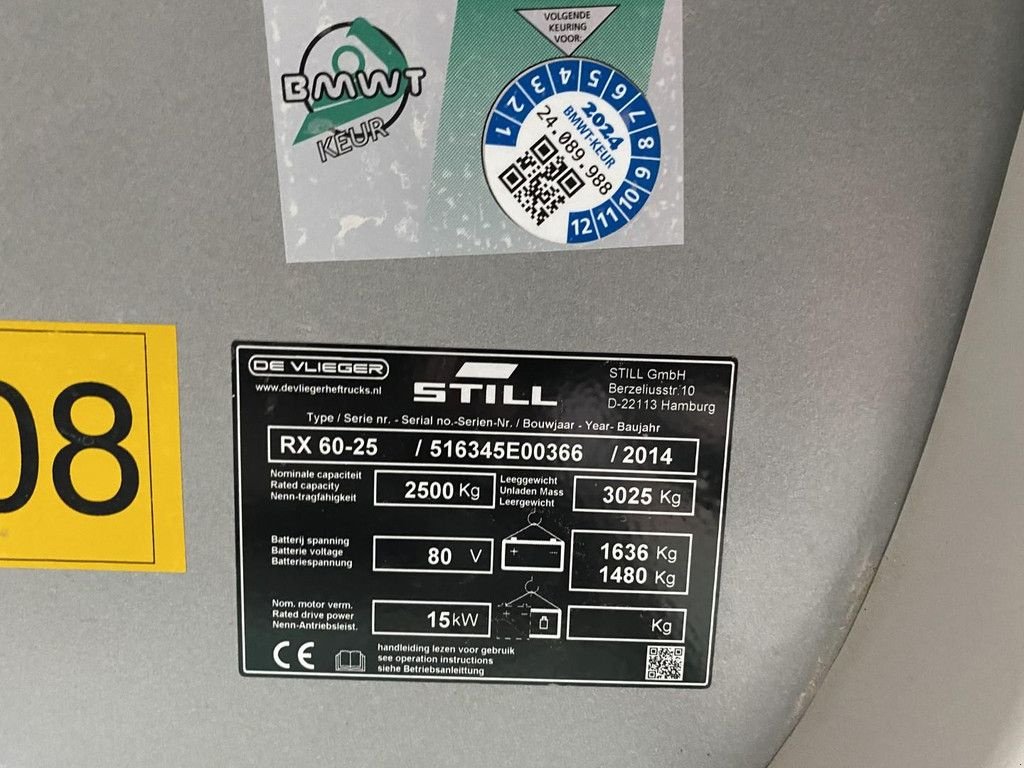 BMWT
KEUR
VOLGENDE
KEURING
VOOR:
1 2 3 4 5 6 7 8 9 10 11 12
2024
BMWT-KEUR
24.089.988
08
DE VLIEGER
www.devliegerheftrucks.nl
STILL
STILL GmbH
Berzeliusstr.10
D-22113 Hamburg
Type / Serie nr. - Serial no.-Serien-Nr. / Bouwjaar - Year- Baujahr
RX 60-25 / 516345E00366 / 2014
Nominale capaciteit
Rated capacity
Nenn-tragfähigkeit
2500 Kg
Leeggewicht
Unladen Mass
Leergewicht
3025 Kg
Batterij spanning
Batterie voltage
Batteriespannung
80 V
+ -
1636 Kg
1480 Kg
Nom. motor verm.
Rated drive power
Nenn-Antriebsleist.
15kW
Kg
CE
handleiding lezen voor gebruik
see operation instructions
siehe Betriebsanleittung